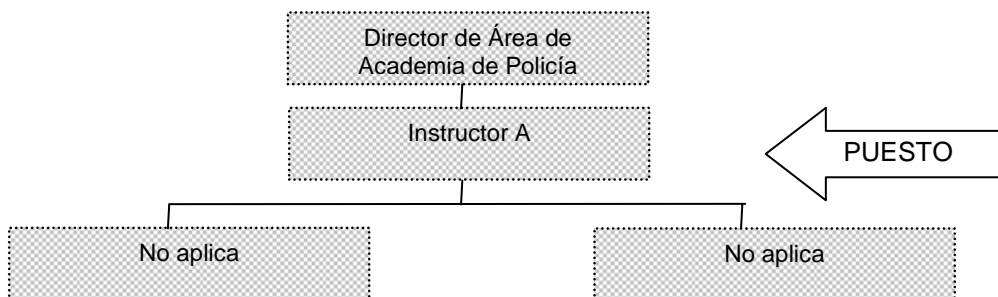 Director de Área de
Academia de Policía
Instructor A
PUESTO
No aplica
No aplica